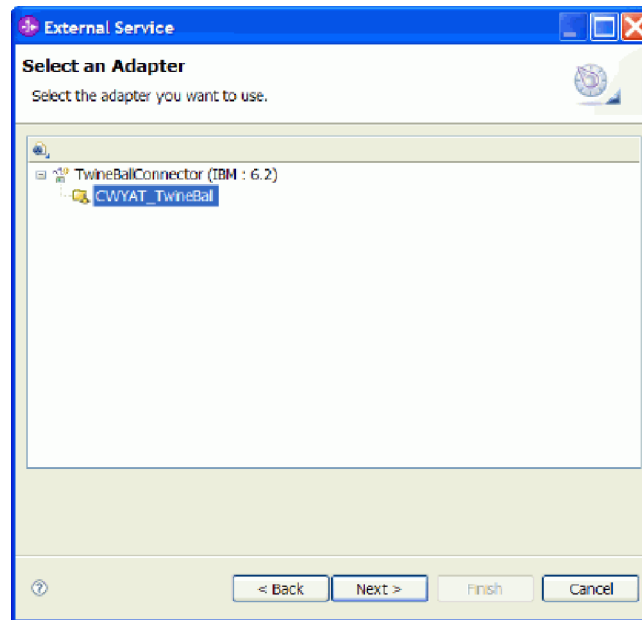 External Service
Select an Adapter
Select the adapter you want to use.
TwineBallConnector (IBM : 6.2)
CWYAT_TwineBall
< Back Next > Finish Cancel